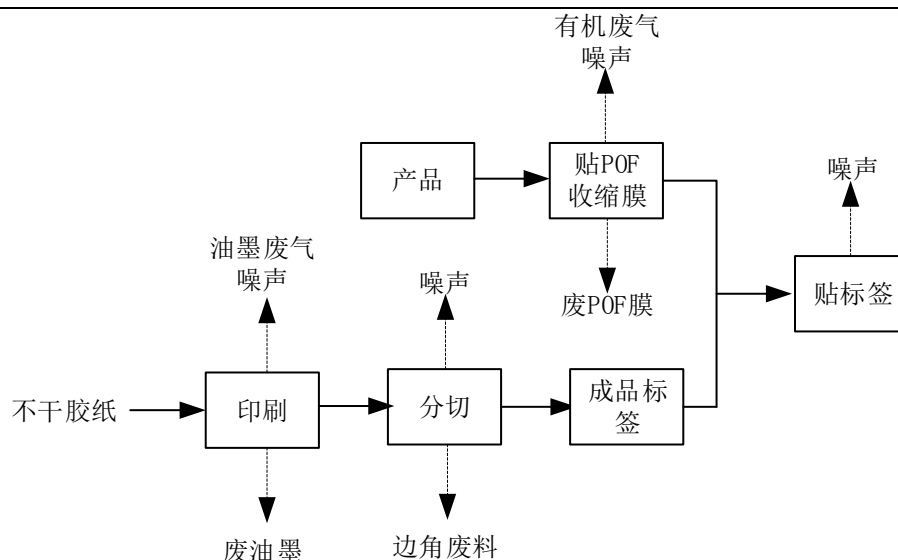 有机废气
噪声
产品
贴POF
收缩膜
噪声
油墨废气
噪声
噪声
废POF膜
贴标签
不干胶纸
印刷
分切
成品标
签
废油墨
边角废料